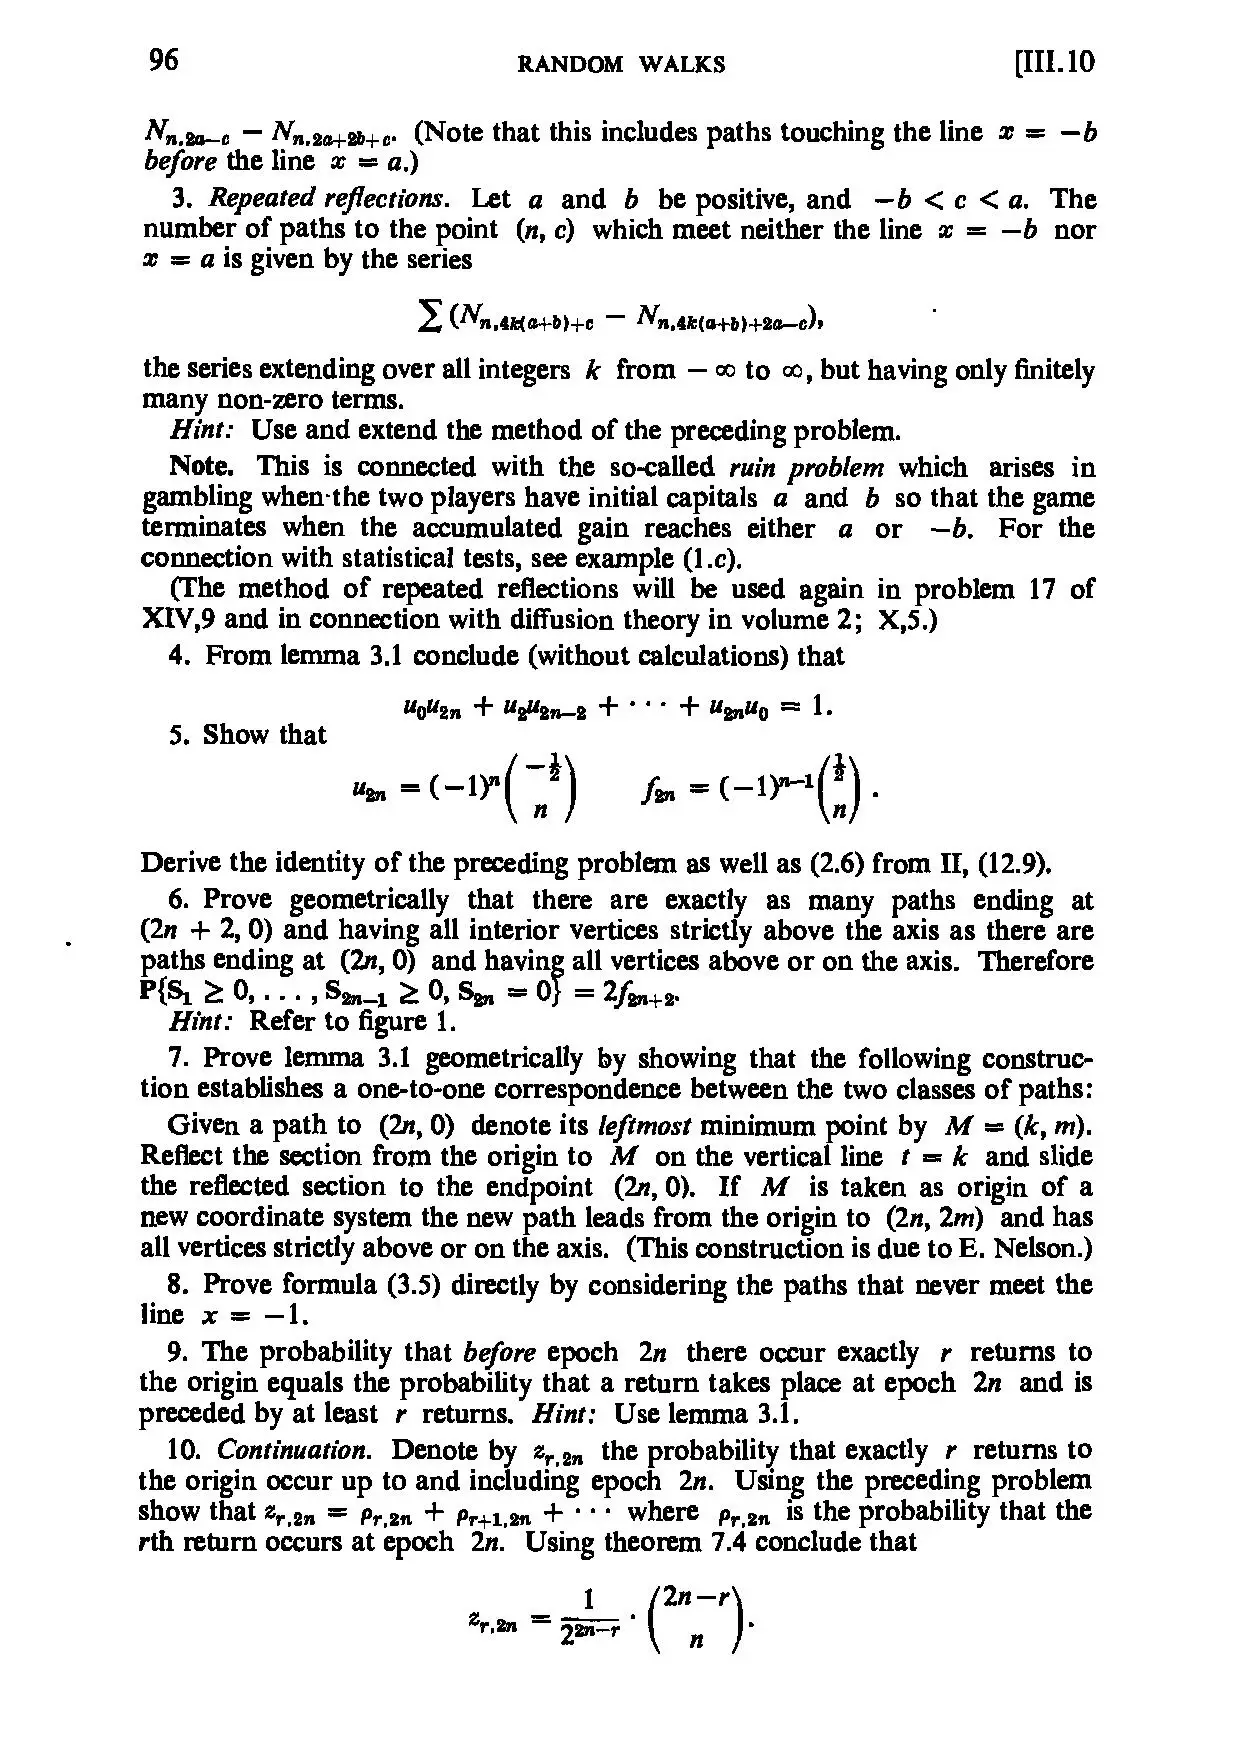 96 RANDOM WALKS [III.10
N_{n,2a−c} − N_{n,2a+2b+c}. (Note that this includes paths touching the line x = −b
before the line x = a.)
3. Repeated reflections. Let a and b be positive, and −b < c < a. The
number of paths to the point (n, c) which meet neither the line x = −b nor
x = a is given by the series
∑ (N_{n,4k(a+b)+c} − N_{n,4k(a+b)+2a−c}),
the series extending over all integers k from − ∞ to ∞, but having only finitely
many non-zero terms.
Hint: Use and extend the method of the preceding problem.
Note. This is connected with the so-called ruin problem which arises in
gambling when·the two players have initial capitals a and b so that the game
terminates when the accumulated gain reaches either a or −b. For the
connection with statistical tests, see example (1.c).
(The method of repeated reflections will be used again in problem 17 of
XIV,9 and in connection with diffusion theory in volume 2; X,5.)
4. From lemma 3.1 conclude (without calculations) that
u_0u_{2n} + u_2u_{2n−2} + · · · + u_{2n}u_0 = 1.
5. Show that
u_{2n} = (−1)^n \binom{−½}{n} f_{2n} = (−1)^{n−1} \binom{½}{n} .
Derive the identity of the preceding problem as well as (2.6) from II, (12.9).
6. Prove geometrically that there are exactly as many paths ending at
(2n + 2, 0) and having all interior vertices strictly above the axis as there are
paths ending at (2n, 0) and having all vertices above or on the axis. Therefore
P{S_1 ≥ 0, . . . , S_{2n−1} ≥ 0, S_{2n} = 0} = 2f_{2n+2}.
Hint: Refer to figure 1.
7. Prove lemma 3.1 geometrically by showing that the following construc-
tion establishes a one-to-one correspondence between the two classes of paths:
Given a path to (2n, 0) denote its leftmost minimum point by M = (k, m).
Reflect the section from the origin to M on the vertical line t = k and slide
the reflected section to the endpoint (2n, 0). If M is taken as origin of a
new coordinate system the new path leads from the origin to (2n, 2m) and has
all vertices strictly above or on the axis. (This construction is due to E. Nelson.)
8. Prove formula (3.5) directly by considering the paths that never meet the
line x = −1.
9. The probability that before epoch 2n there occur exactly r returns to
the origin equals the probability that a return takes place at epoch 2n and is
preceded by at least r returns. Hint: Use lemma 3.1.
10. Continuation. Denote by z_{r,2n} the probability that exactly r returns to
the origin occur up to and including epoch 2n. Using the preceding problem
show that z_{r,2n} = ρ_{r,2n} + ρ_{r+1,2n} + · · · where ρ_{r,2n} is the probability that the
rth return occurs at epoch 2n. Using theorem 7.4 conclude that
z_{r,2n} = \frac{1}{2^{2n−r}} · \binom{2n−r}{n}.